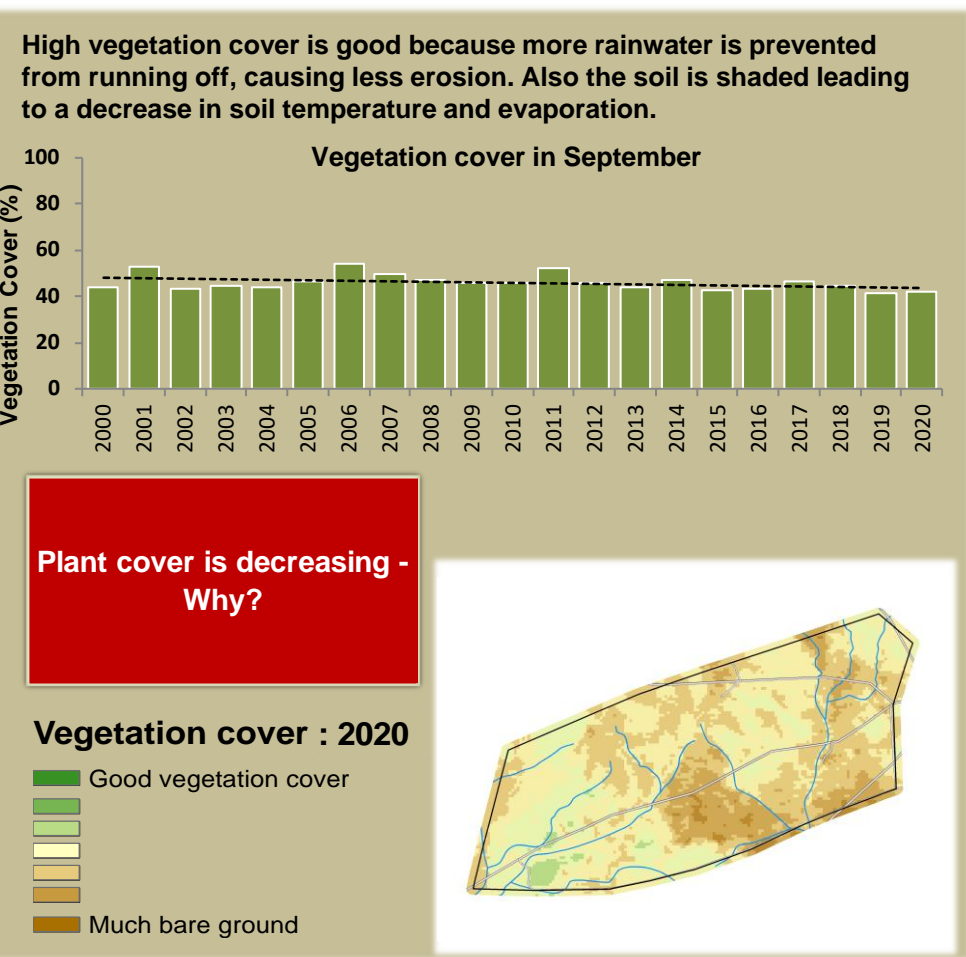 High vegetation cover is good because more rainwater is prevented
from running off, causing less erosion. Also the soil is shaded leading
to a decrease in soil temperature and evaporation.
Vegetation cover in September
Vegetation Cover (%)
100
80
60
40
20
0
2000 2001 2002 2003 2004 2005 2006 2007 2008 2009 2010 2011 2012 2013 2014 2015 2016 2017 2018 2019 2020
Plant cover is decreasing -
Why?
Vegetation cover : 2020
Good vegetation cover
Much bare ground